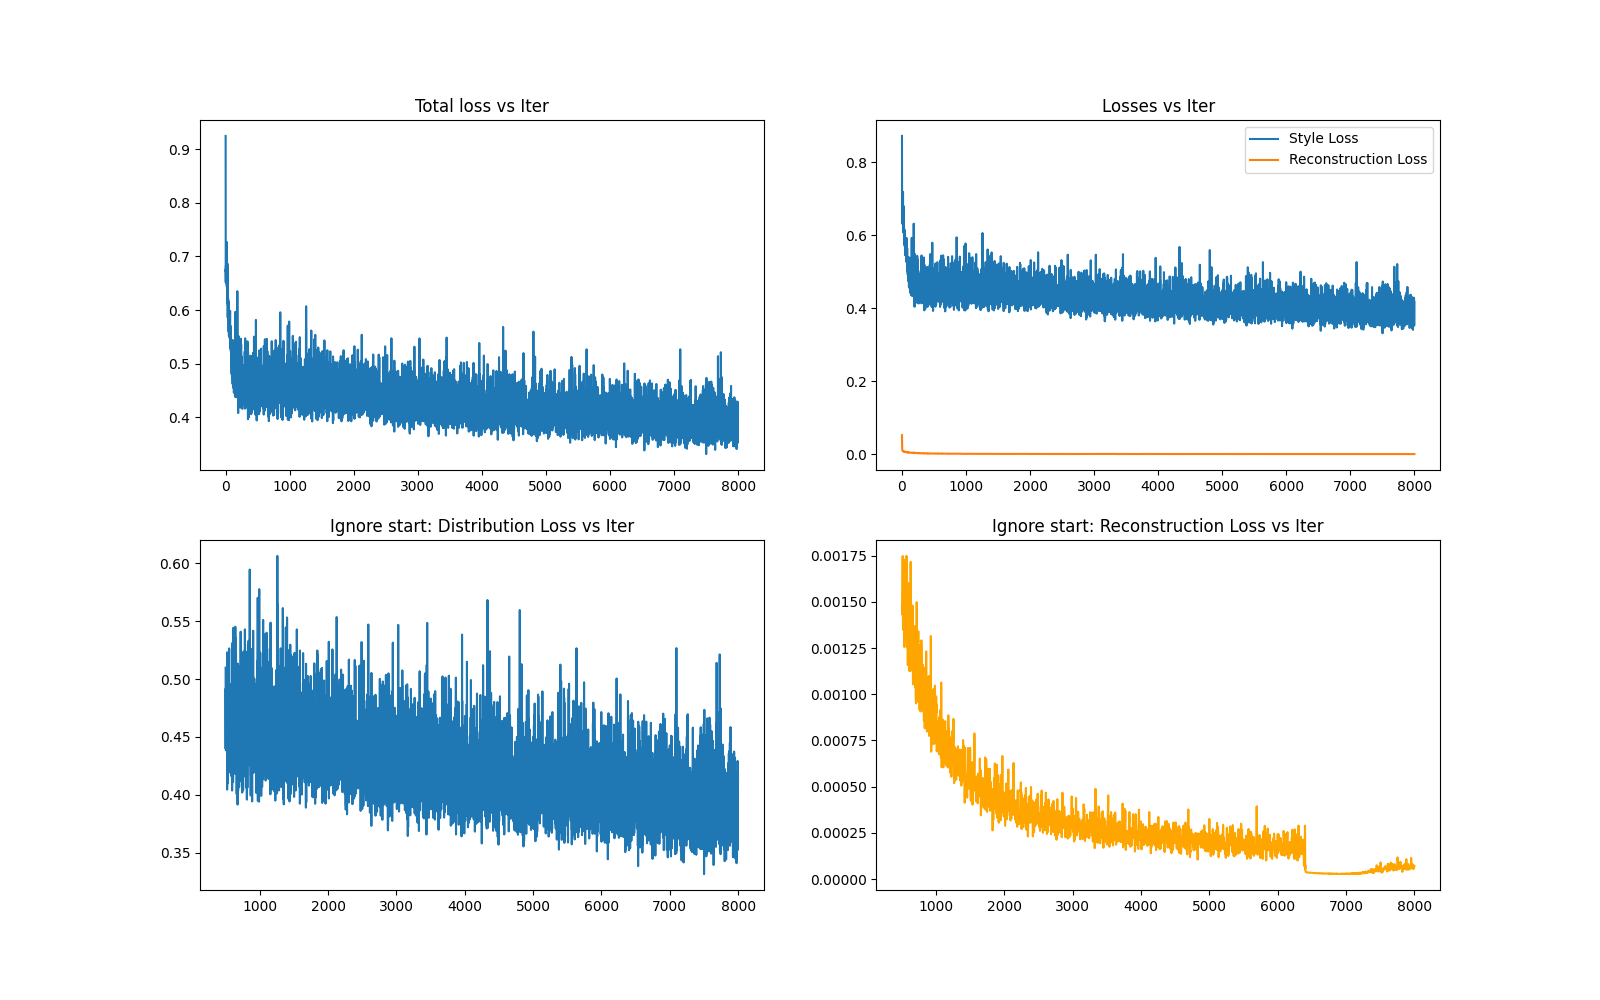 Total loss vs Iter
0.9
0.8
0.7
0.6
0.5
0.4
0 1000 2000 3000 4000 5000 6000 7000 8000
Losses vs Iter
Style Loss
Reconstruction Loss
0.8
0.6
0.4
0.2
0.0
0 1000 2000 3000 4000 5000 6000 7000 8000
Ignore start: Distribution Loss vs Iter
0.60
0.55
0.50
0.45
0.40
0.35
1000 2000 3000 4000 5000 6000 7000 8000
Ignore start: Reconstruction Loss vs Iter
0.00175
0.00150
0.00125
0.00100
0.00075
0.00050
0.00025
0.00000
1000 2000 3000 4000 5000 6000 7000 8000